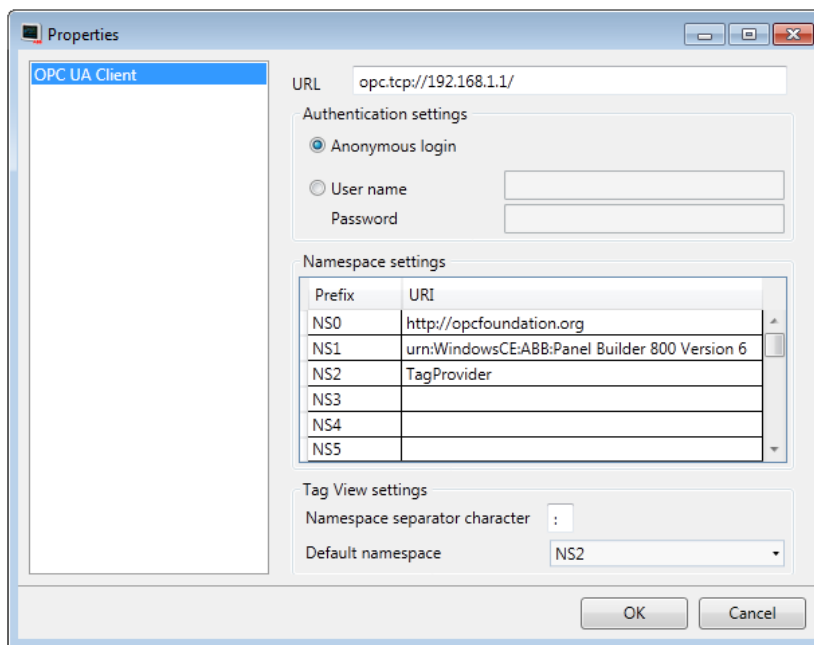 Properties
OPC UA Client
URL opc.tcp://192.168.1.1/
Authentication settings
Anonymous login
User name
Password
Namespace settings
Prefix URI
NS0 http://opcfoundation.org
NS1 urn:WindowsCE:ABB:Panel Builder 800 Version 6
NS2 TagProvider
NS3
NS4
NS5
Tag View settings
Namespace separator character :
Default namespace NS2
OK Cancel